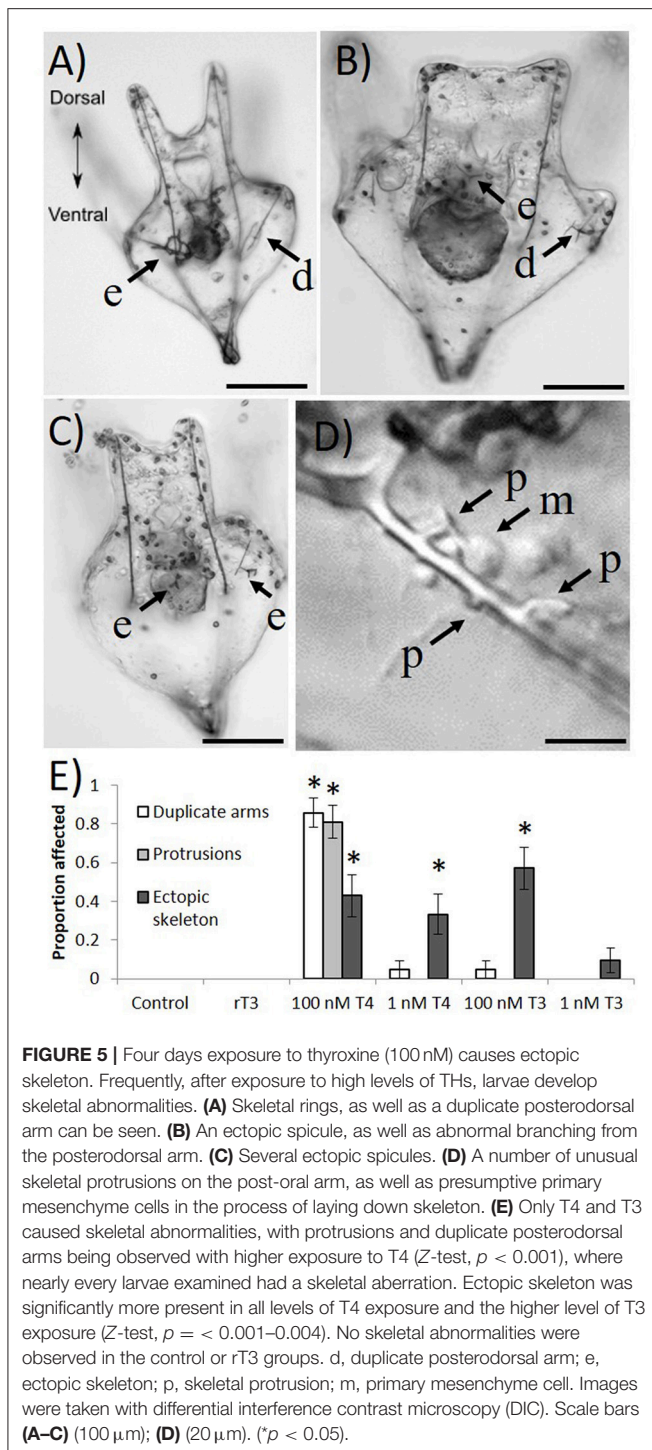 A)
Dorsal
Ventral
e
d
B)
e
d
C)
e
e
D)
p
m
p
p
E)
Proportion affected
1
0.8
0.6
0.4
0.2
0
Duplicate arms
Protrusions
Ectopic
skeleton
* * *
*
*
Control rT3 100 nM T4 1 nM T4 100 nM T3 1 nM T3
FIGURE 5 | Four days exposure to thyroxine (100 nM) causes ectopic
skeleton. Frequently, after exposure to high levels of THs, larvae develop
skeletal abnormalities. (A) Skeletal rings, as well as a duplicate posterodorsal
arm can be seen. (B) An ectopic spicule, as well as abnormal branching from
the posterodorsal arm. (C) Several ectopic spicules. (D) A number of unusual
skeletal protrusions on the post-oral arm, as well as presumptive primary
mesenchyme cells in the process of laying down skeleton. (E) Only T4 and T3
caused skeletal abnormalities, with protrusions and duplicate posterodorsal
arms being observed with higher exposure to T4 (Z-test, p < 0.001), where
nearly every larvae examined had a skeletal aberration. Ectopic skeleton was
significantly more present in all levels of T4 exposure and the higher level of T3
exposure (Z-test, p = < 0.001–0.004). No skeletal abnormalities were
observed in the control or rT3 groups. d, duplicate posterodorsal arm; e,
ectopic skeleton; p, skeletal protrusion; m, primary mesenchyme cell. Images
were taken with differential interference contrast microscopy (DIC). Scale bars
(A–C) (100 μm); (D) (20 μm). (*p < 0.05).